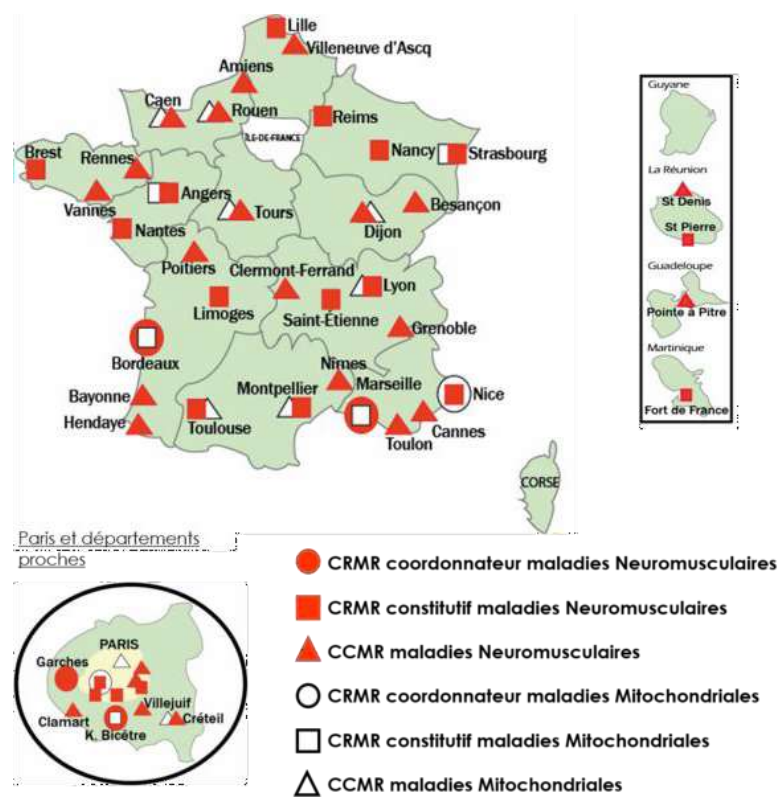 Lille
Villeneuve d'Ascq
Amiens
Caen
Rouen
Reims
ÎLE-DE-FRANCE
Brest
Rennes
Nancy
Strasbourg
Angers
Vannes
Tours
Besançon
Nantes
Dijon
Poitiers
Clermont-Ferrand
Lyon
Limoges
Saint-Étienne
Grenoble
Bordeaux
Nîmes
Marseille
Bayonne
Montpellier
Nice
Hendaye
Toulouse
Cannes
Toulon
CORSE
Guyane
La Réunion
St Denis
St Pierre
Guadeloupe
Pointe à Pitre
Martinique
Fort de France
Paris et départements
proches
PARIS
Garches
Villejuif
Clamart
Créteil
K. Bicêtre
CRMR coordonnateur maladies Neuromusculaires
CRMR constitutif maladies Neuromusculaires
CCMR maladies Neuromusculaires
CRMR coordonnateur maladies Mitochondriales
CRMR constitutif maladies Mitochondriales
CCMR maladies Mitochondriales